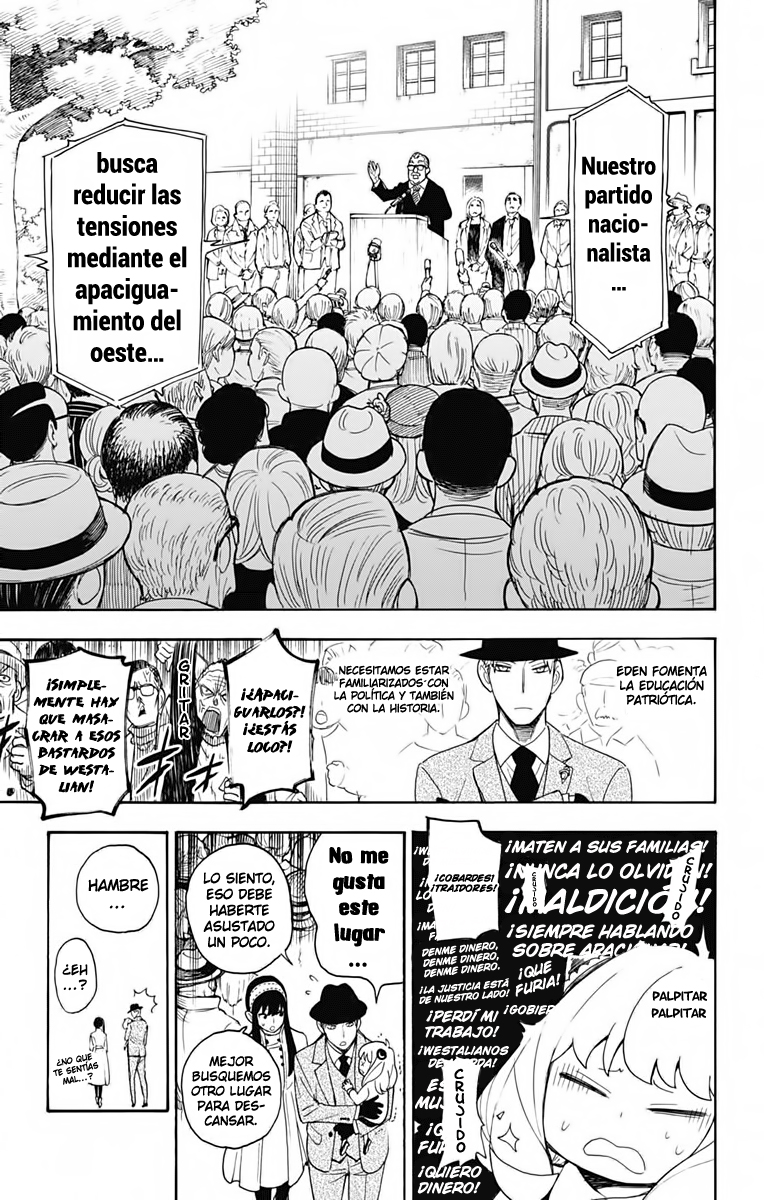 Nuestro
partido
nacio-
nalista
...
busca
reducir las
tensiones
mediante el
apacigua-
miento del
oeste...
EDEN FOMENTA
LA EDUCACIÓN
PATRIÓTICA.
NECESITAMOS ESTAR
FAMILIARIZADOS CON
LA POLÍTICA Y TAMBIÉN
CON LA HISTORIA.
¡¿APACI-
GUARLOS?!
¡¿ESTÁS
LOCO?!
GRIITAR
¡SIMPLE-
MENTE HAY
QUE MASA-
CRAR A ESOS
BASTARDOS
DE WESTA-
LIAN!
¡MATEN A SUS FAMILIAS!
¡NUNCA LO OLVIDEN!
¡MALDICIÓN!
¡SIEMPRE HABLANDO
SOBRE
CRUSIDO
CRUSIDO
¡COBARDES!
¡TRAIDORES!
DENME DINERO,
DENME DINERO,
DENME DINERO.
¡QUE
FURIA!
¡LA JUSTICIA ESTÁ
DE NUESTRO LADO!
¡PERDÍ MI
TRABAJO!
¡WESTALIANOS
CRUSIDO
¡QUIERO
DINERO!
PALPITAR
PALPITAR
No me
gusta
este
lugar
...
LO SIENTO,
ESO DEBE
HABERTE
ASUSTADO
UN POCO.
MEJOR
BUSQUEMOS
OTRO LUGAR
PARA DES-
CANSAR.
HAMBRE
...
¿EH
...?
¿NO QUE
TE SENTÍAS
MAL...?